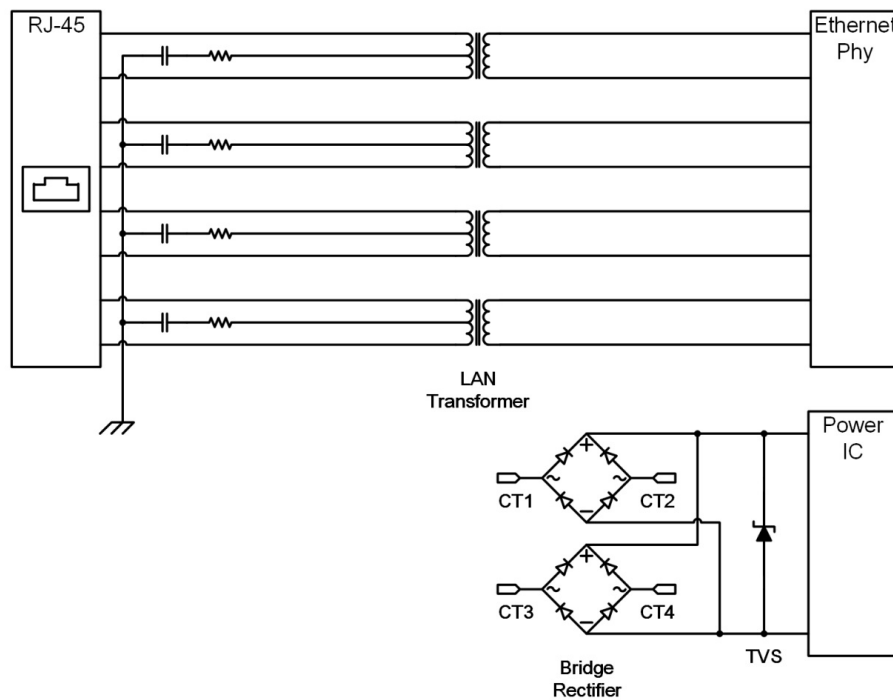 RJ-45
Ethernet
Phy
LAN
Transformer
Power
IC
CT1
CT2
CT3
CT4
TVS
Bridge
Rectifier